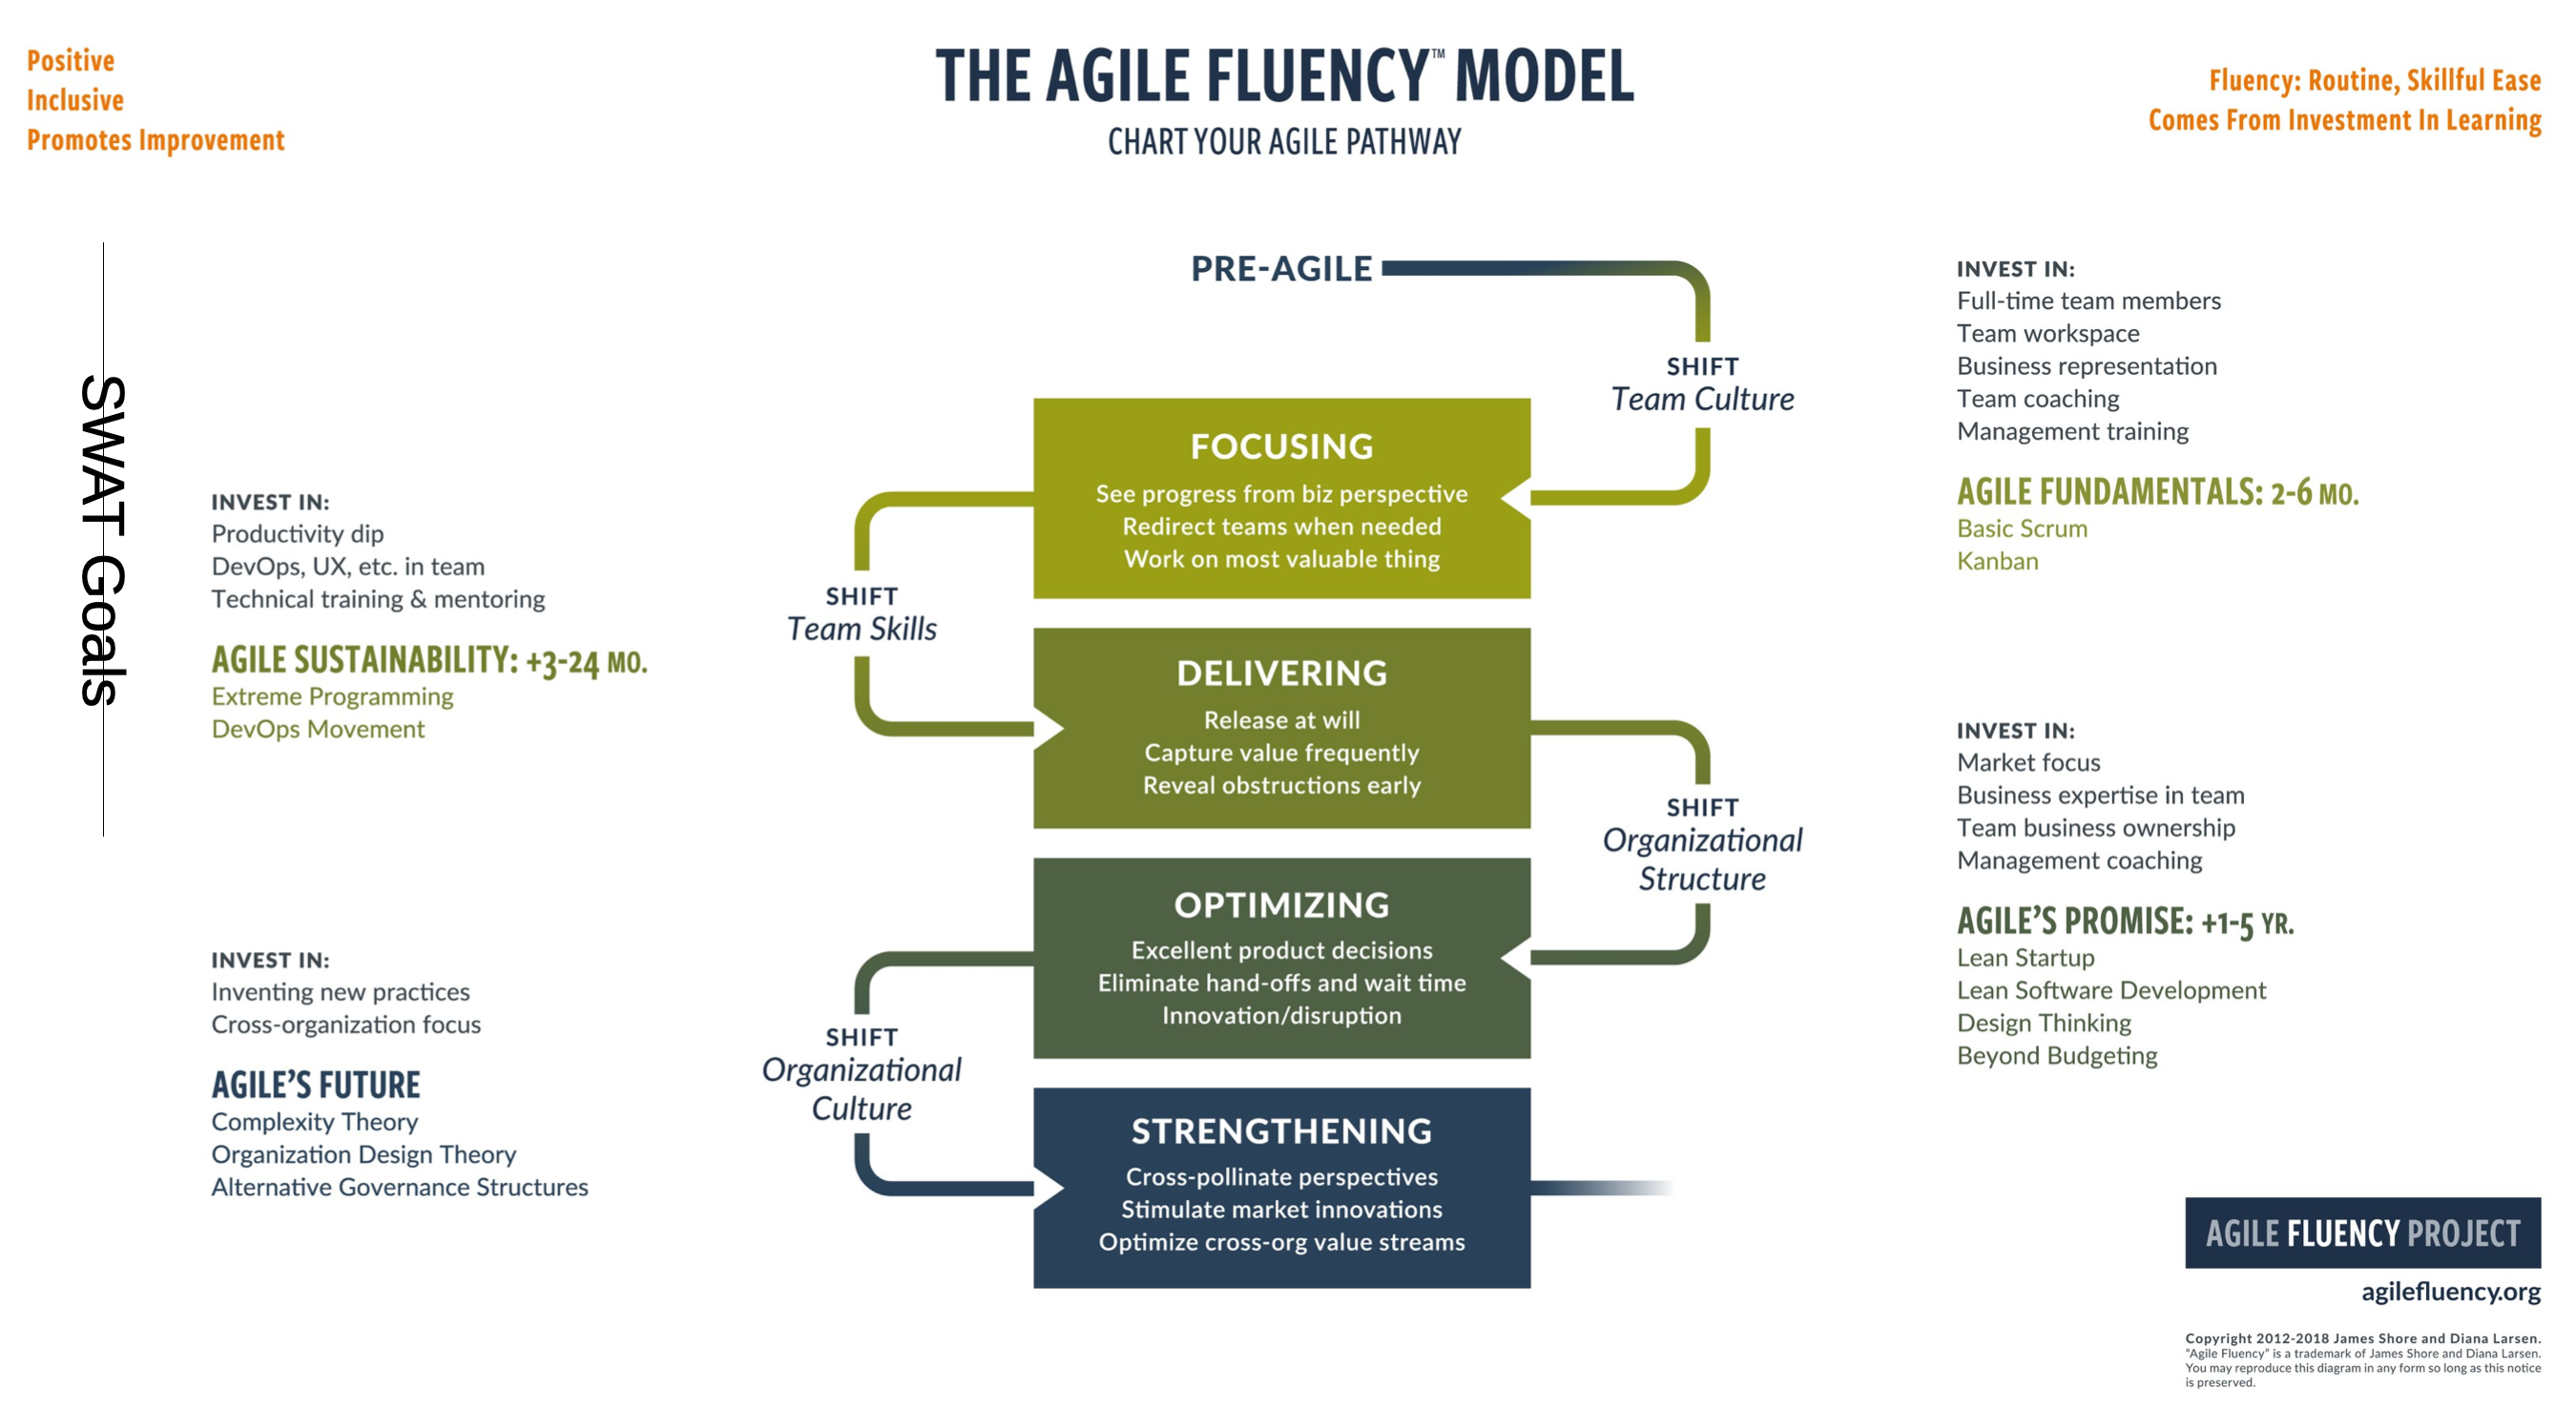 Positive
Inclusive
Promotes Improvement
THE AGILE FLUENCY™ MODEL
CHART YOUR AGILE PATHWAY
Fluency: Routine, Skillful Ease
Comes From Investment In Learning
SWAT Goals
PRE-AGILE
SHIFT
Team Culture
INVEST IN:
Full-time team members
Team workspace
Business representation
Team coaching
Management training
AGILE FUNDAMENTALS: 2-6 MO.
Basic Scrum
Kanban
FOCUSING
See progress from biz perspective
Redirect teams when needed
Work on most valuable thing
INVEST IN:
Productivity dip
DevOps, UX, etc. in team
Technical training & mentoring
AGILE SUSTAINABILITY: +3-24 MO.
Extreme Programming
DevOps Movement
SHIFT
Team Skills
DELIVERING
Release at will
Capture value frequently
Reveal obstructions early
SHIFT
Organizational
Structure
INVEST IN:
Market focus
Business expertise in team
Team business ownership
Management coaching
AGILE’S PROMISE: +1-5 YR.
Lean Startup
Lean Software Development
Design Thinking
Beyond Budgeting
OPTIMIZING
Excellent product decisions
Eliminate hand-offs and wait time
Innovation/disruption
INVEST IN:
Inventing new practices
Cross-organization focus
AGILE’S FUTURE
Complexity Theory
Organization Design Theory
Alternative Governance Structures
SHIFT
Organizational
Culture
STRENGTHENING
Cross-pollinate perspectives
Stimulate market innovations
Optimize cross-org value streams
AGILE FLUENCY PROJECT
agilefluency.org
Copyright 2012-2018 James Shore and Diana Larsen.
“Agile Fluency” is a trademark of James Shore and Diana Larsen.
You may reproduce this diagram in any form so long as this notice
is preserved.